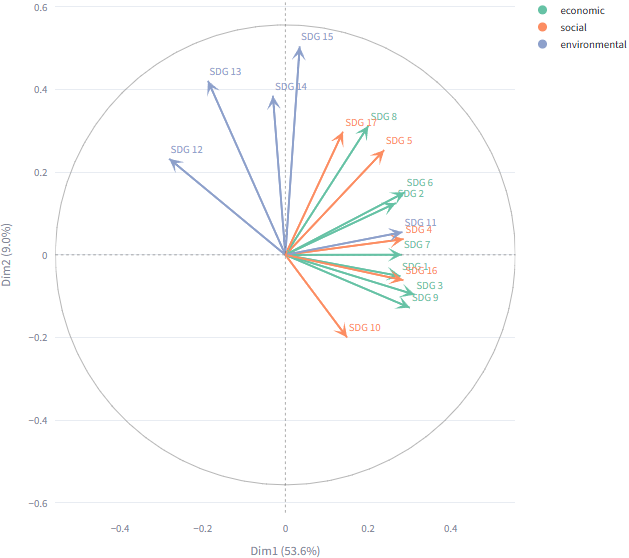 economic
social
environmental
0.6
0.4
0.2
0
−0.2
−0.4
−0.6
Dim2 (9.0%)
SDG 15
SDG 13
SDG 14
SDG 8
SDG 17
SDG 5
SDG 12
SDG 6
SDG 2
SDG 11
SDG 4
SDG 7
SDG 1
SDG 16
SDG 3
SDG 9
SDG 10
−0.4
−0.2
0
0.2
0.4
Dim1 (53.6%)